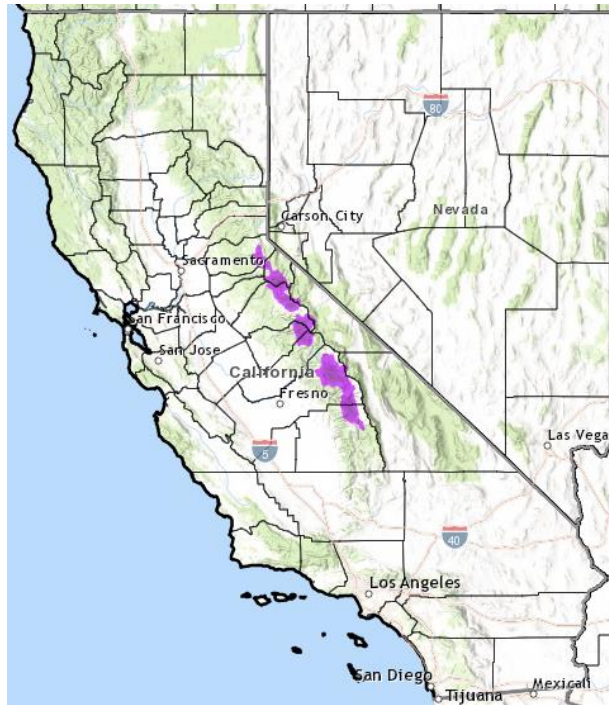 80
Carson City
Nevada
Sacramento
San Francisco
San Jose
California
Fresno
5
Las Vega
40
Los Angeles
San Diego
Tijuana
Mexicali